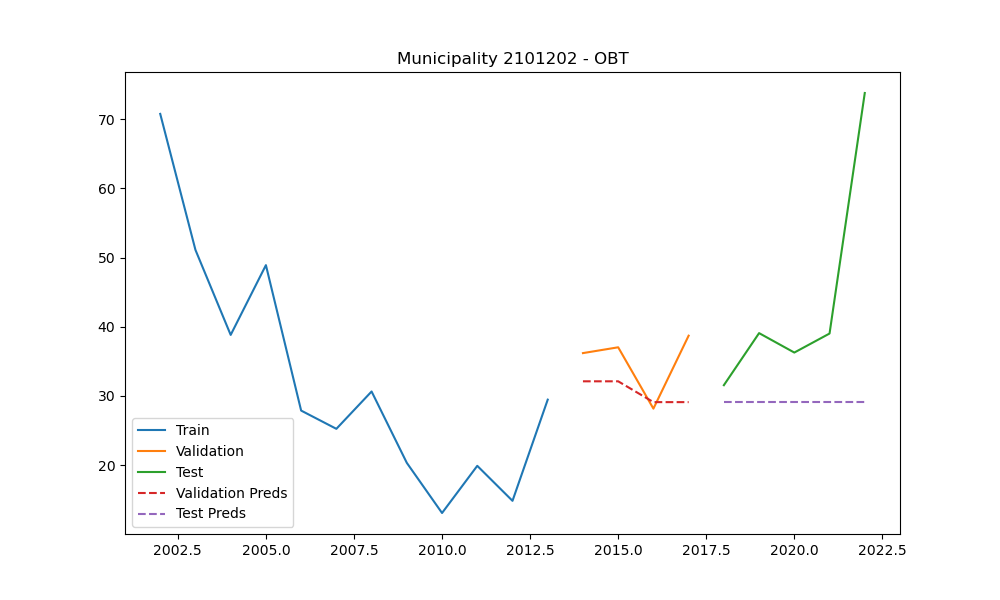 Municipality 2101202 - OBT
70
60
50
40
30
20
Train
Validation
Test
Validation Preds
Test Preds
2002.5 2005.0 2007.5 2010.0 2012.5 2015.0 2017.5 2020.0 2022.5